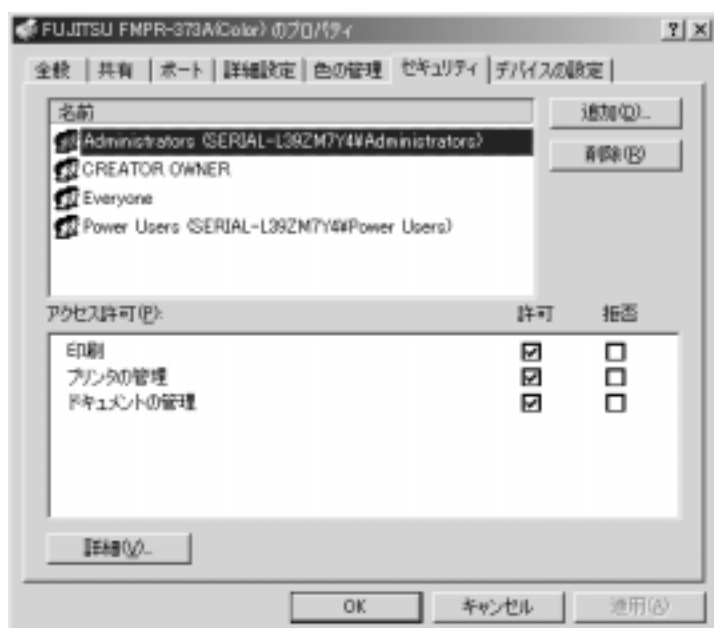 FUJITSU FMPR-373A(Color) のプロパティ
全般 共有 ポート 詳細設定 色の管理 セキュリティ デバイスの設定
名前
追加(D)...
Administrators (SERIAL-L39ZM7Y4¥Administrators)
削除(R)
CREATOR OWNER
Everyone
Power Users (SERIAL-L39ZM7Y4¥Power Users)
アクセス許可(P): 許可 拒否
印刷
プリンタの管理
ドキュメントの管理
詳細(V)...
OK キャンセル 適用(A)